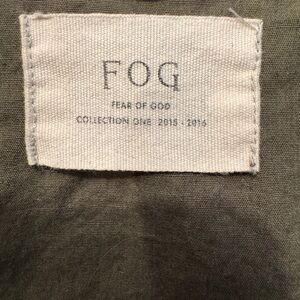 FOG
FEAR OF GOD
COLLECTION ONE 2015 - 2016